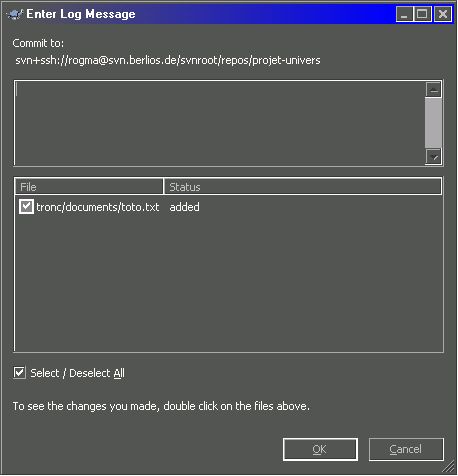 Enter Log Message
Commit to:
svn+ssh://rogma@svn.berlios.de/svnroot/repos/projet-univers
File Status
tronc/documents/toto.txt added
Select / Deselect All
To see the changes you made, double click on the files above.
OK Cancel